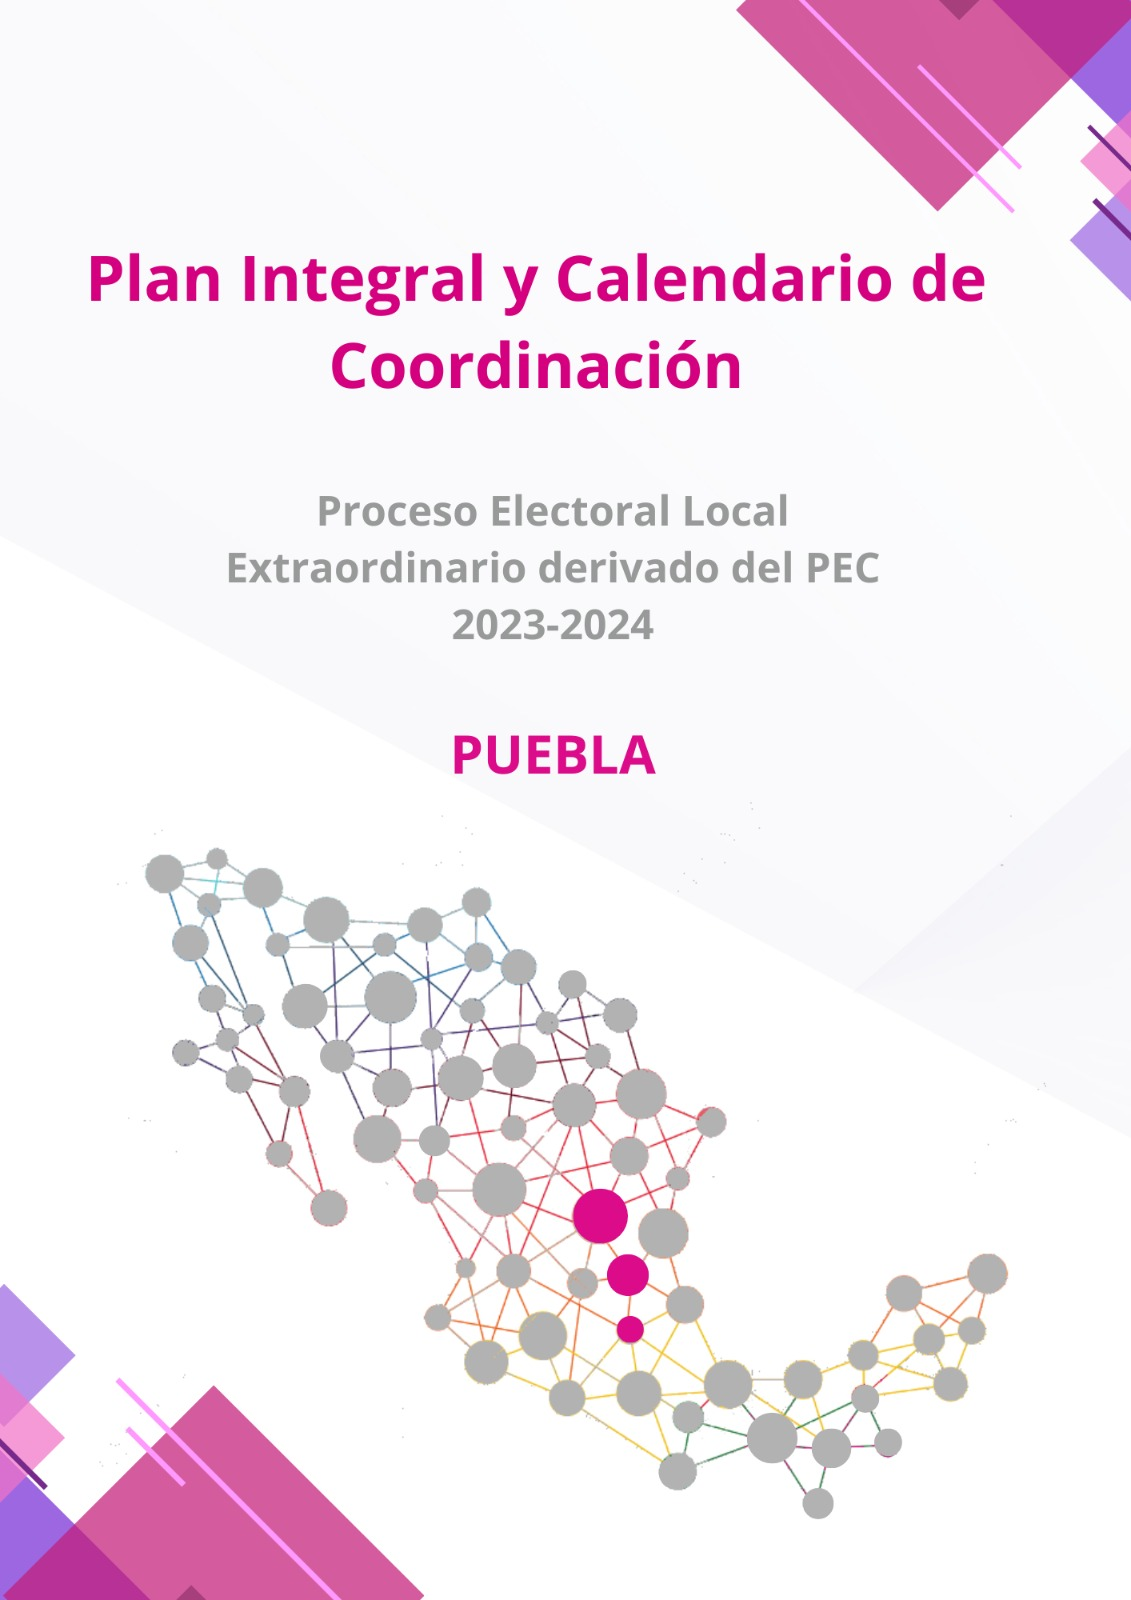 Plan Integral y Calendario de
Coordinación
Proceso Electoral Local
Extraordinario derivado del PEC
2023-2024
PUEBLA